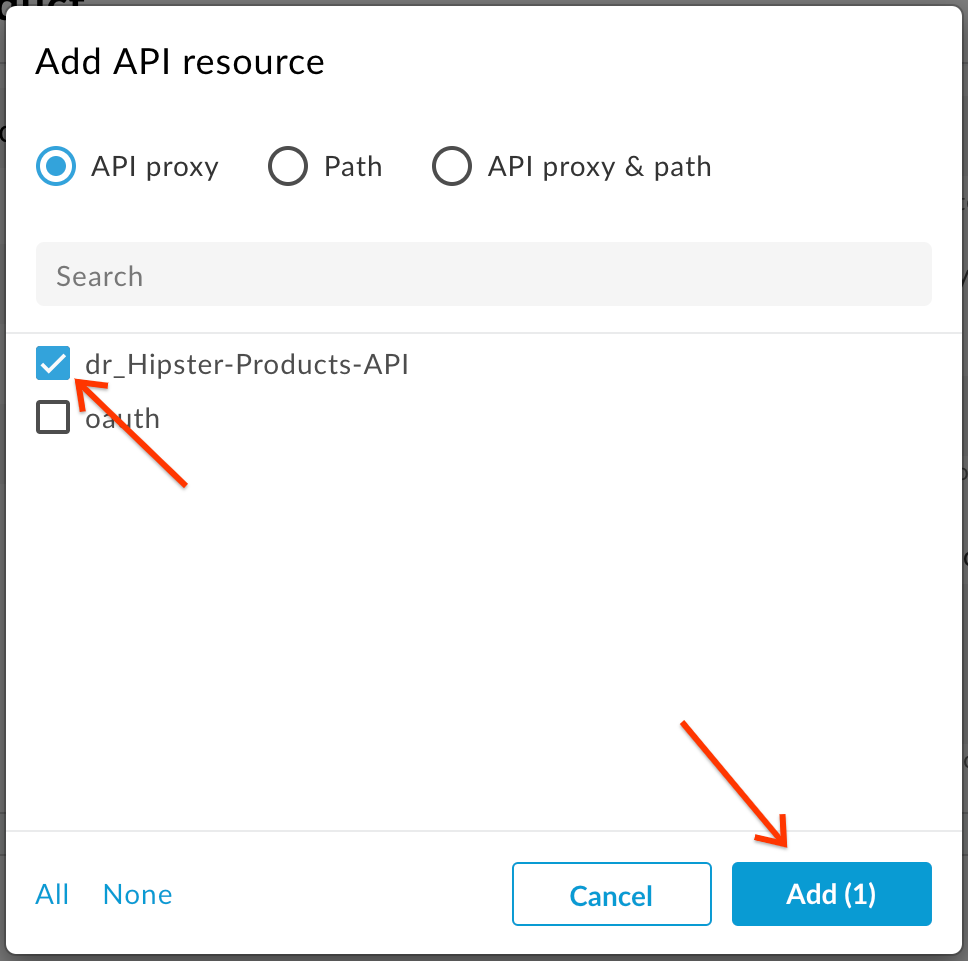 Add API resource
API proxy Path API proxy & path
Search
dr_Hipster-Products-API
oauth
All None Cancel Add (1)